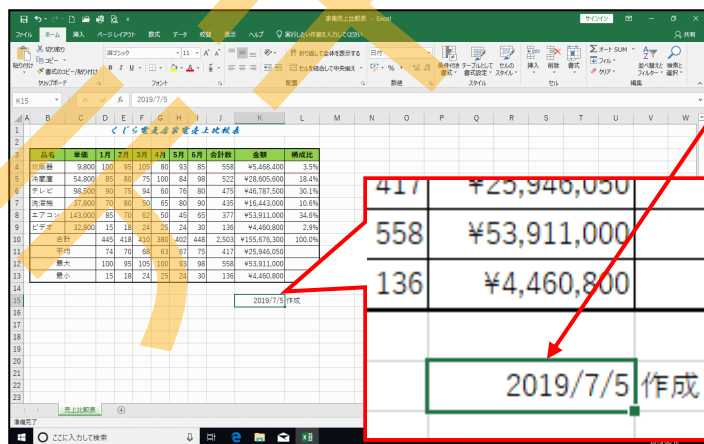 家電売上比較表 - Excel
サインイン
ファイル ホーム 挿入 ページレイアウト 数式 データ 校閲 表示 ヘルプ 実行したい作業を入力してください 共有
切り取り
コピー
書式のコピー/貼り付け
貼り付け
游ゴシック 11
折り返して全体を表示する
セルを結合して中央揃え
日付
条件付き書式 テーブルとして書式設定 セルのスタイル
挿入 削除 書式
オート SUM
フィル
クリア
並べ替えとフィルター 検索と選択
クリップボード フォント 配置 数値 スタイル セル 編集
K15 2019/7/5
A B C D E F G H I J K L M N O P Q R S T U V W
くじら電気店家電売上比較表
品名 単価 1月 2月 3月 4月 5月 6月 合計数 金額 構成比
炊飯器 9,800 100 95 105 80 93 85 558 ¥5,468,400 3.5%
冷蔵庫 54,800 85 80 75 100 84 98 522 ¥28,605,600 18.4%
テレビ 98,500 90 75 94 60 76 80 475 ¥46,787,500 30.1%
洗濯機 37,800 70 80 50 65 80 90 435 ¥16,443,000 10.6%
エアコン 143,000 85 70 62 50 45 65 377 ¥53,911,000 34.6%
ビデオ 32,800 15 18 24 25 24 30 136 ¥4,460,800 2.9%
合計 445 418 410 380 402 448 2,503 ¥155,676,300 100.0%
平均 74 70 68 63 67 75 417 ¥25,946,050
最大 100 95 105 100 93 98 558 ¥53,911,000
最小 15 18 24 25 24 30 136 ¥4,460,800
2019/7/5 作成
417 ¥25,946,050
558 ¥53,911,000
136 ¥4,460,800
2019/7/5 作成
売上比較表
準備完了
ここに入力して検索